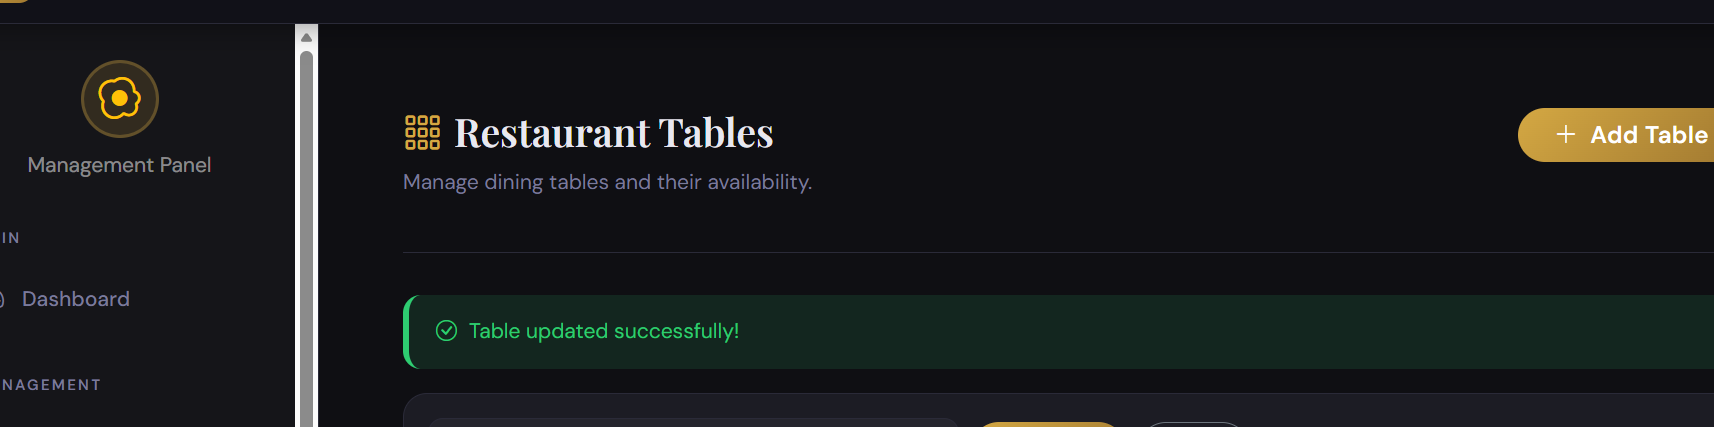 Management Panel
IN
Dashboard
NAGEMENT
Restaurant Tables
Manage dining tables and their availability.
Add Table
Table updated successfully!